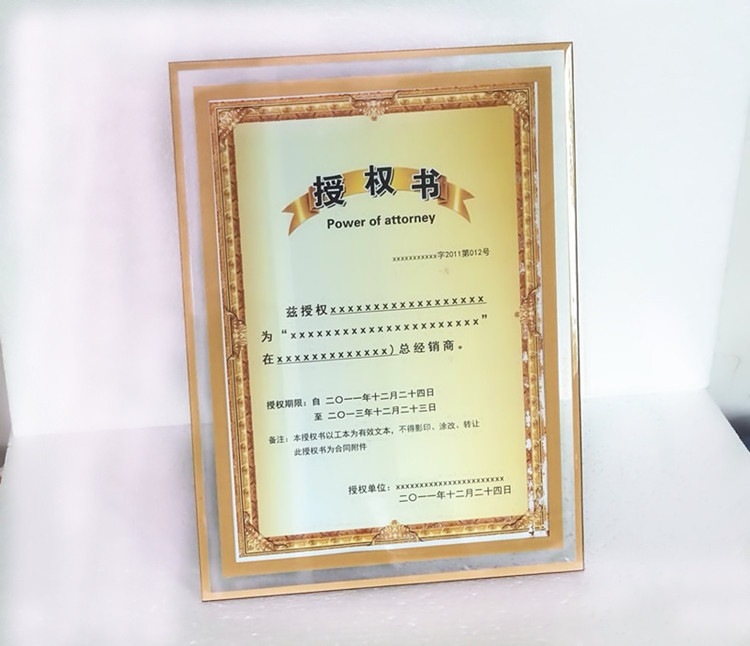 授权书
Power of attorney
xxxxxxxxxxx字2011第012号
兹授权xxxxxxxxxxxxxxxxxx
为“xxxxxxxxxxxxxxxxxxxxxx”
在xxxxxxxxxxxxx）总经销商。
授权期限：自 二〇一一年十二月二十四日
至 二〇一三年十二月二十三日
备注：本授权书以工本为有效文本，不得影印、涂改、转让
此授权书为合同附件
授权单位：xxxxxxxxxxxxxxxxxxxxxxx
二〇一一年十二月二十四日